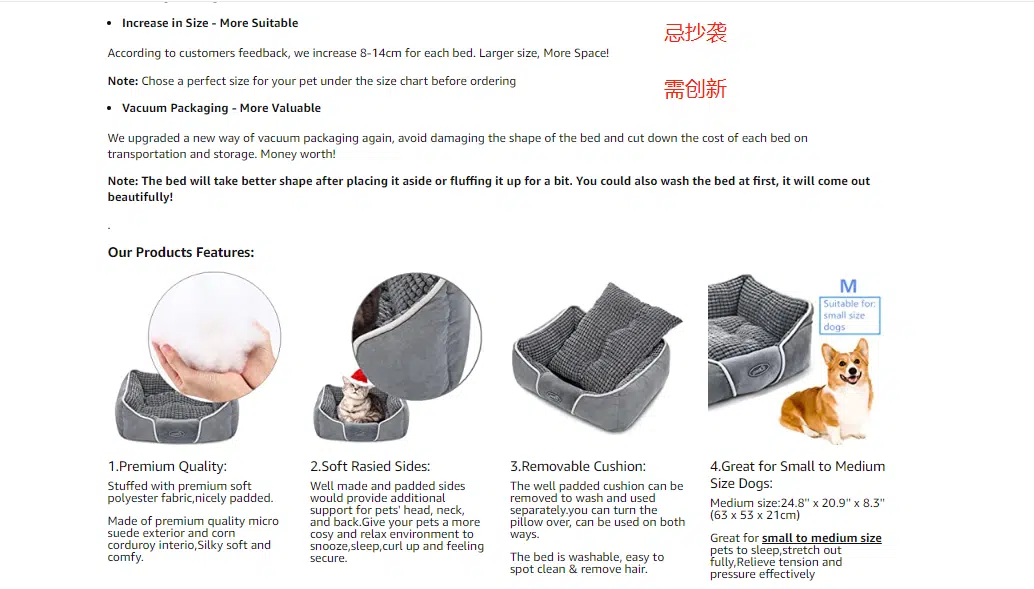 Increase in Size - More Suitable
忌抄袭
According to customers feedback, we increase 8-14cm for each bed. Larger size, More Space!
Note: Chose a perfect size for your pet under the size chart before ordering
需创新
Vacuum Packaging - More Valuable
We upgraded a new way of vacuum packaging again, avoid damaging the shape of the bed and cut down the cost of each bed on
transportation and storage. Money worth!
Note: The bed will take better shape after placing it aside or fluffing it up for a bit. You could also wash the bed at first, it will come out
beautifully!
.
Our Products Features:
M
Suitable for:
small size
dogs
1.Premium Quality:
Stuffed with premium soft
polyester fabric,nicely padded.
Made of premium quality micro
suede exterior and corn
corduroy interio,Silky soft and
comfy.
2.Soft Rasied Sides:
Well made and padded sides
would provide additional
support for pets' head, neck,
and back.Give your pets a more
cosy and relax environment to
snooze,sleep,curl up and feeling
secure.
3.Removable Cushion:
The well padded cushion can be
removed to wash and used
separately.you can turn the
pillow over, can be used on both
ways.
The bed is washable, easy to
spot clean & remove hair.
4.Great for Small to Medium
Size Dogs:
Medium size:24.8" x 20.9" x 8.3"
(63 x 53 x 21cm)
Great for small to medium size
pets to sleep,stretch out
fully,Relieve tension and
pressure effectively